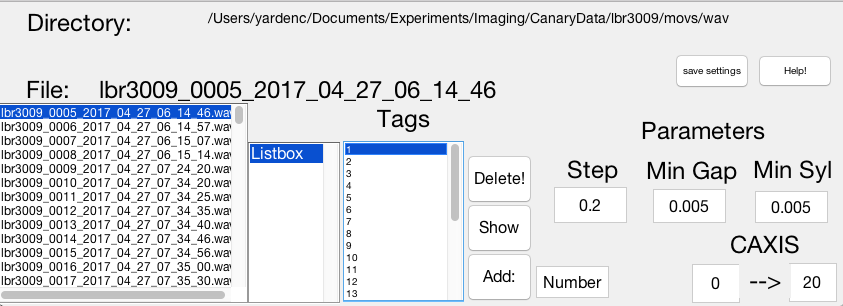 Directory: /Users/yardenc/Documents/Experiments/Imaging/CanaryData/lbr3009/movs/wav
save settings Help!
File: lbr3009_0005_2017_04_27_06_14_46
Tags
Parameters
Step Min Gap Min Syl
0.2 0.005 0.005
CAXIS
0 --> 20
lbr3009_0005_2017_04_27_06_14_46.wav
lbr3009_0006_2017_04_27_06_14_57.wav
lbr3009_0007_2017_04_27_06_15_07.wav
lbr3009_0008_2017_04_27_06_15_14.wav
lbr3009_0009_2017_04_27_07_24_20.wav
lbr3009_0010_2017_04_27_07_34_20.wav
lbr3009_0011_2017_04_27_07_34_25.wav
lbr3009_0012_2017_04_27_07_34_35.wav
lbr3009_0013_2017_04_27_07_34_40.wav
lbr3009_0014_2017_04_27_07_34_46.wav
lbr3009_0015_2017_04_27_07_34_56.wav
lbr3009_0016_2017_04_27_07_35_00.wav
lbr3009_0017_2017_04_27_07_35_30.wav
Listbox
1
2
3
4
5
6
7
8
9
10
11
12
13
Delete!
Show
Add: Number